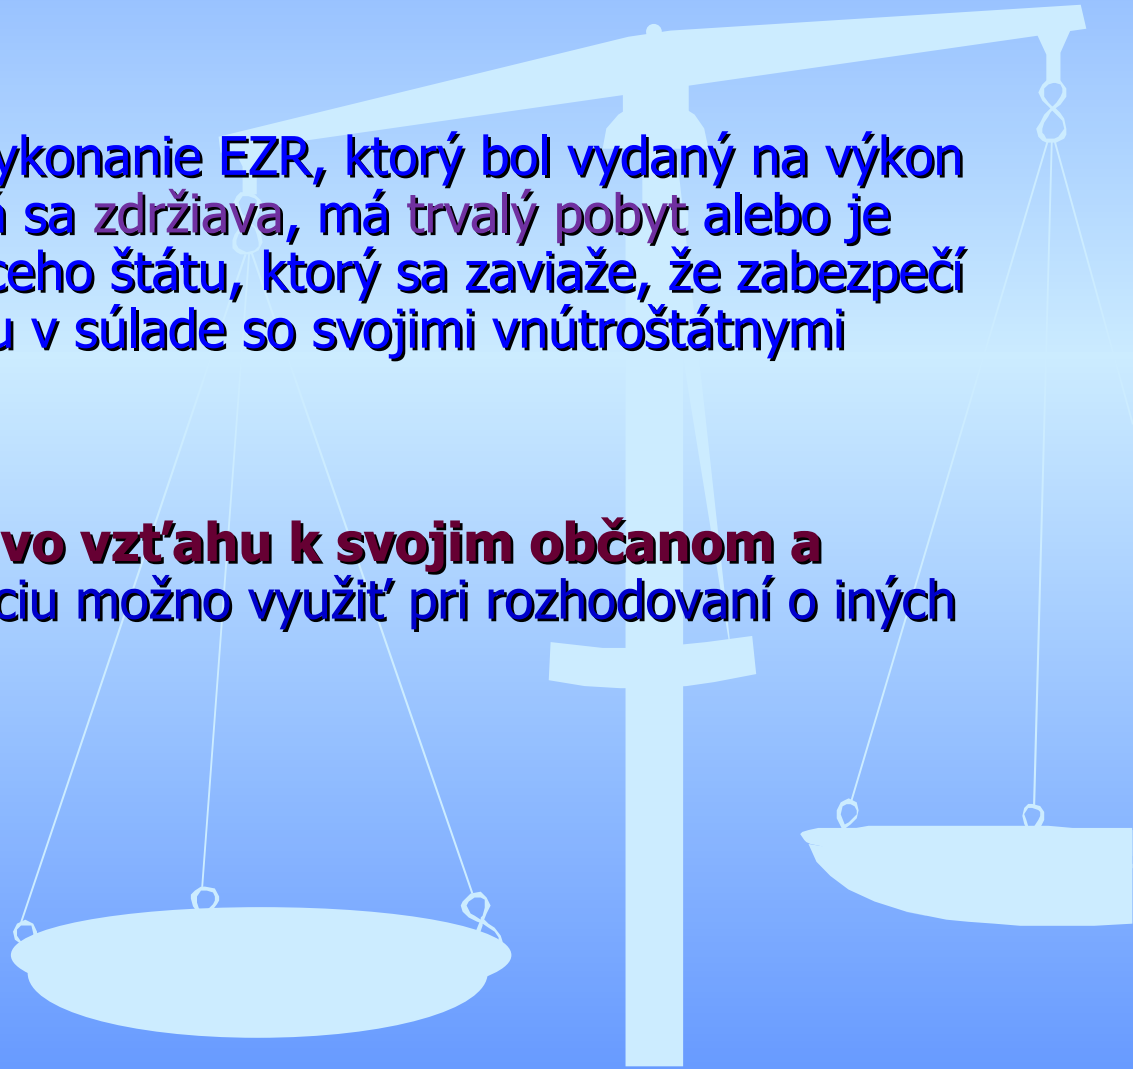 ykonanie EZR, ktorý bol vydaný na výkon
sa zdržiava, má trvalý pobyt alebo je
ceho štátu, ktorý sa zaviaže, že zabezpečí
u v súlade so svojimi vnútroštátnymi
vo vzťahu k svojim občanom a
ciu možno využiť pri rozhodovaní o iných